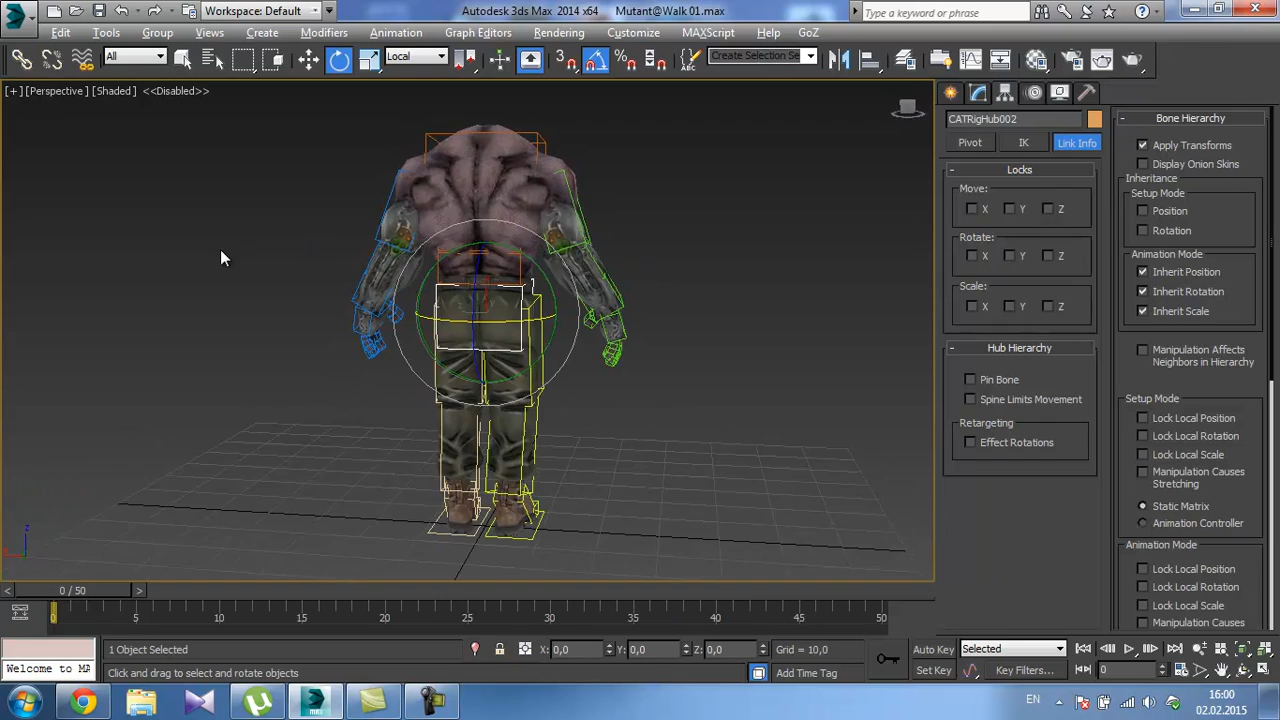 Workspace: Default
Autodesk 3ds Max 2014 x64
Mutant@Walk 01.max
Type a keyword or phrase
Edit
Tools
Group
Views
Create
Modifiers
Animation
Graph Editors
Rendering
Customize
MAXScript
Help
GoZ
All
Local
3
Create Selection Se
[+] [Perspective] [Shaded] <<Disabled>>
CATRigHub002
Pivot
IK
Link Info
Locks
Move:
X
Y
Z
Rotate:
X
Y
Z
Scale:
X
Y
Z
Hub Hierarchy
Pin Bone
Spine Limits Movement
Retargeting
Effect Rotations
Bone Hierarchy
Apply Transforms
Display Onion Skins
Inheritance
Setup Mode
Position
Rotation
Animation Mode
Inherit Position
Inherit Rotation
Inherit Scale
Manipulation Affects
Neighbors in Hierarchy
Setup Mode
Lock Local Position
Lock Local Rotation
Lock Local Scale
Manipulation Causes
Stretching
Static Matrix
Animation Controller
Animation Mode
Lock Local Position
Lock Local Rotation
Lock Local Scale
Manipulation Causes
z
0 / 50
0
5
10
15
20
25
30
35
40
45
50
1 Object Selected
X: 0,0
Y: 0,0
Z: 0,0
Grid = 10,0
Auto Key
Selected
Welcome to MA
Click and drag to select and rotate objects
Add Time Tag
Set Key
Key Filters...
0
EN
16:00
02.02.2015